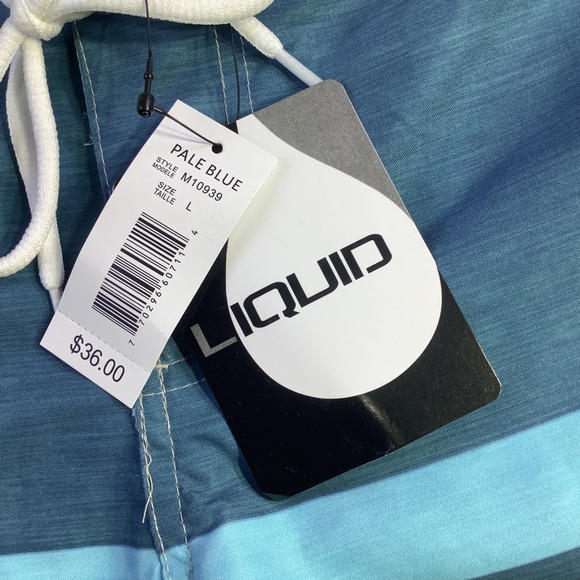 PALE BLUE
STYLE
MODELE M10939
SIZE
TAILLE L
7 70296 60711 4
$36.00
LIQUID